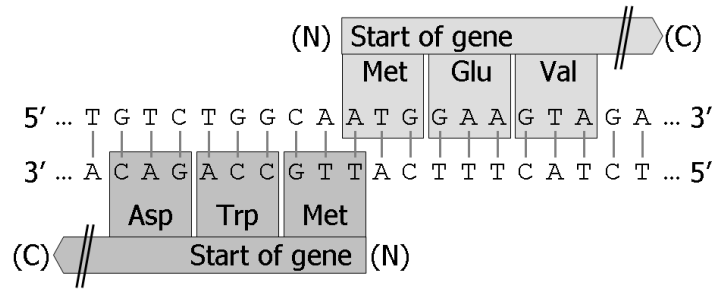 (N) Start of gene (C)
Met Glu Val
5’ ... T G T C T G G C A A T G G A A G T A G A ... 3’
3’ ... A C A G A C C G T T A C T T T C A T C T ... 5’
Asp Trp Met
(C) Start of gene (N)